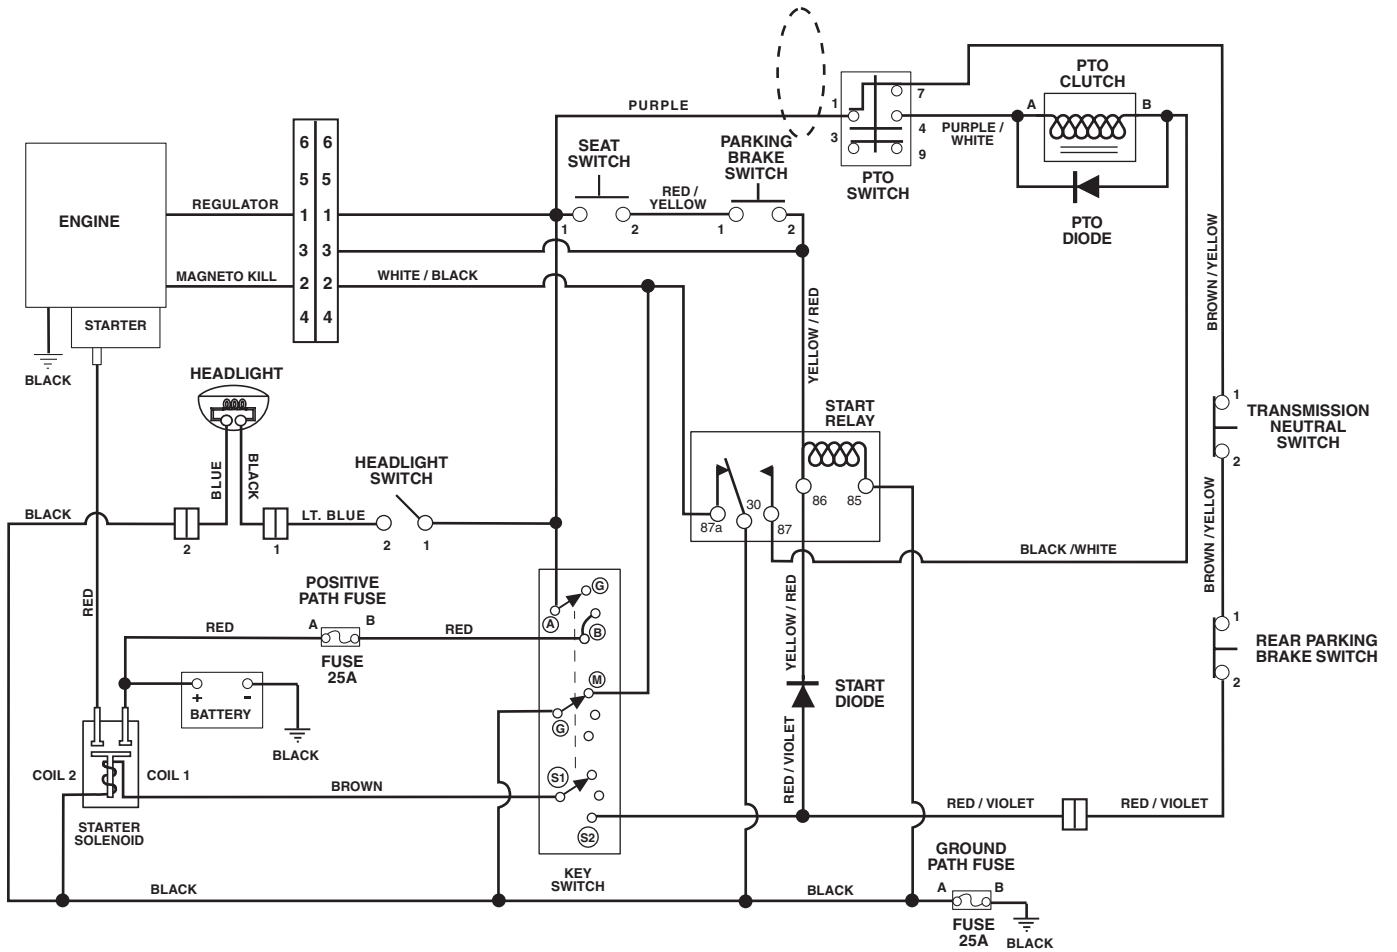 PTO
CLUTCH
A
B
1
7
PURPLE
PURPLE /
WHITE
4
3
9
PTO
SWITCH
PTO
DIODE
SEAT
SWITCH
PARKING
BRAKE
SWITCH
RED /
YELLOW
1
2
1
2
ENGINE
REGULATOR
MAGNETO KILL
6 6
5 5
1 1
3 3
2 2
4 4
WHITE / BLACK
STARTER
BLACK
BROWN / YELLOW
YELLOW / RED
HEADLIGHT
BLUE
BLACK
HEADLIGHT
SWITCH
BLACK
LT. BLUE
2
1
2
1
START
RELAY
87a
30
87
86
85
1
TRANSMISSION
NEUTRAL
SWITCH
2
BLACK /WHITE
BROWN /YELLOW
RED
POSITIVE
PATH FUSE
RED
A
B
RED
FUSE
25A
G
A
B
M
G
S1
S2
KEY
SWITCH
YELLOW / RED
START
DIODE
RED / VIOLET
1
REAR PARKING
BRAKE SWITCH
2
+
-
BATTERY
BLACK
COIL 2
COIL 1
STARTER
SOLENOID
BROWN
RED / VIOLET
RED / VIOLET
BLACK
BLACK
GROUND
PATH FUSE
A
B
FUSE
25A
BLACK